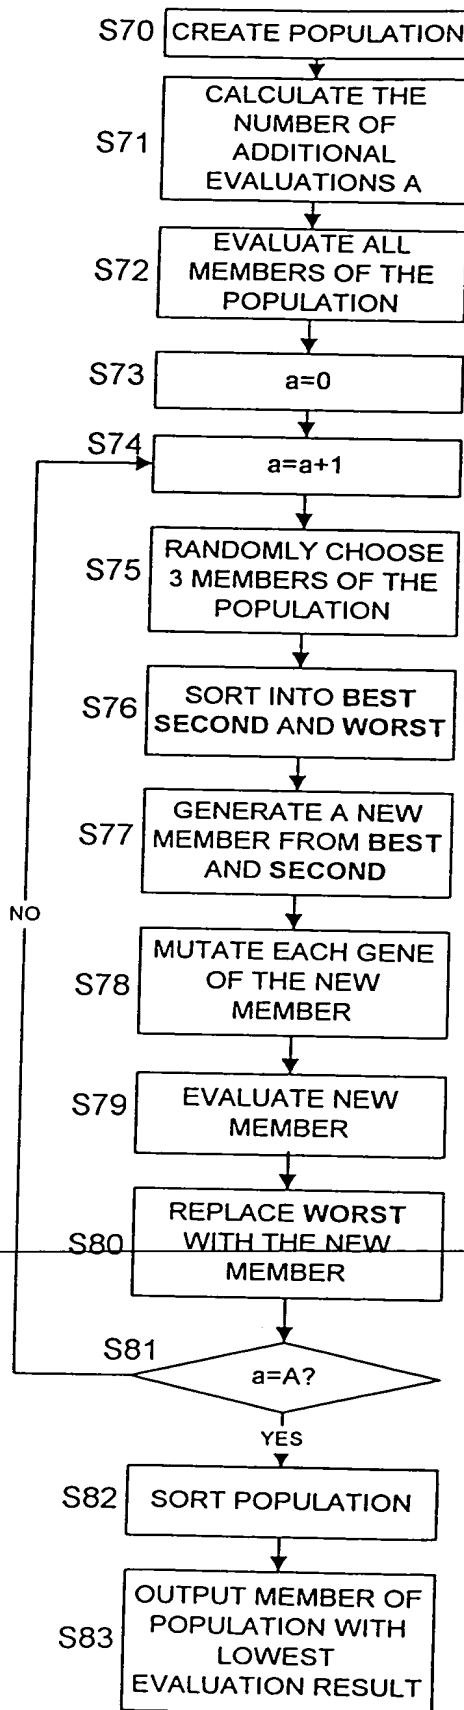 S70 CREATE POPULATION
S71
CALCULATE THE
NUMBER OF
ADDITIONAL
EVALUATIONS A
S72
EVALUATE ALL
MEMBERS OF THE
POPULATION
S73
a=0
S74
a=a+1
S75
RANDOMLY CHOOSE
3 MEMBERS OF THE
POPULATION
S76
SORT INTO BEST
SECOND AND WORST
S77
GENERATE A NEW
MEMBER FROM BEST
AND SECOND
NO
S78
MUTATE EACH GENE
OF THE NEW
MEMBER
S79
EVALUATE NEW
MEMBER
S80
REPLACE WORST
WITH THE NEW
MEMBER
S81
a=A?
YES
S82
SORT POPULATION
S83
OUTPUT MEMBER OF
POPULATION WITH
LOWEST
EVALUATION RESULT